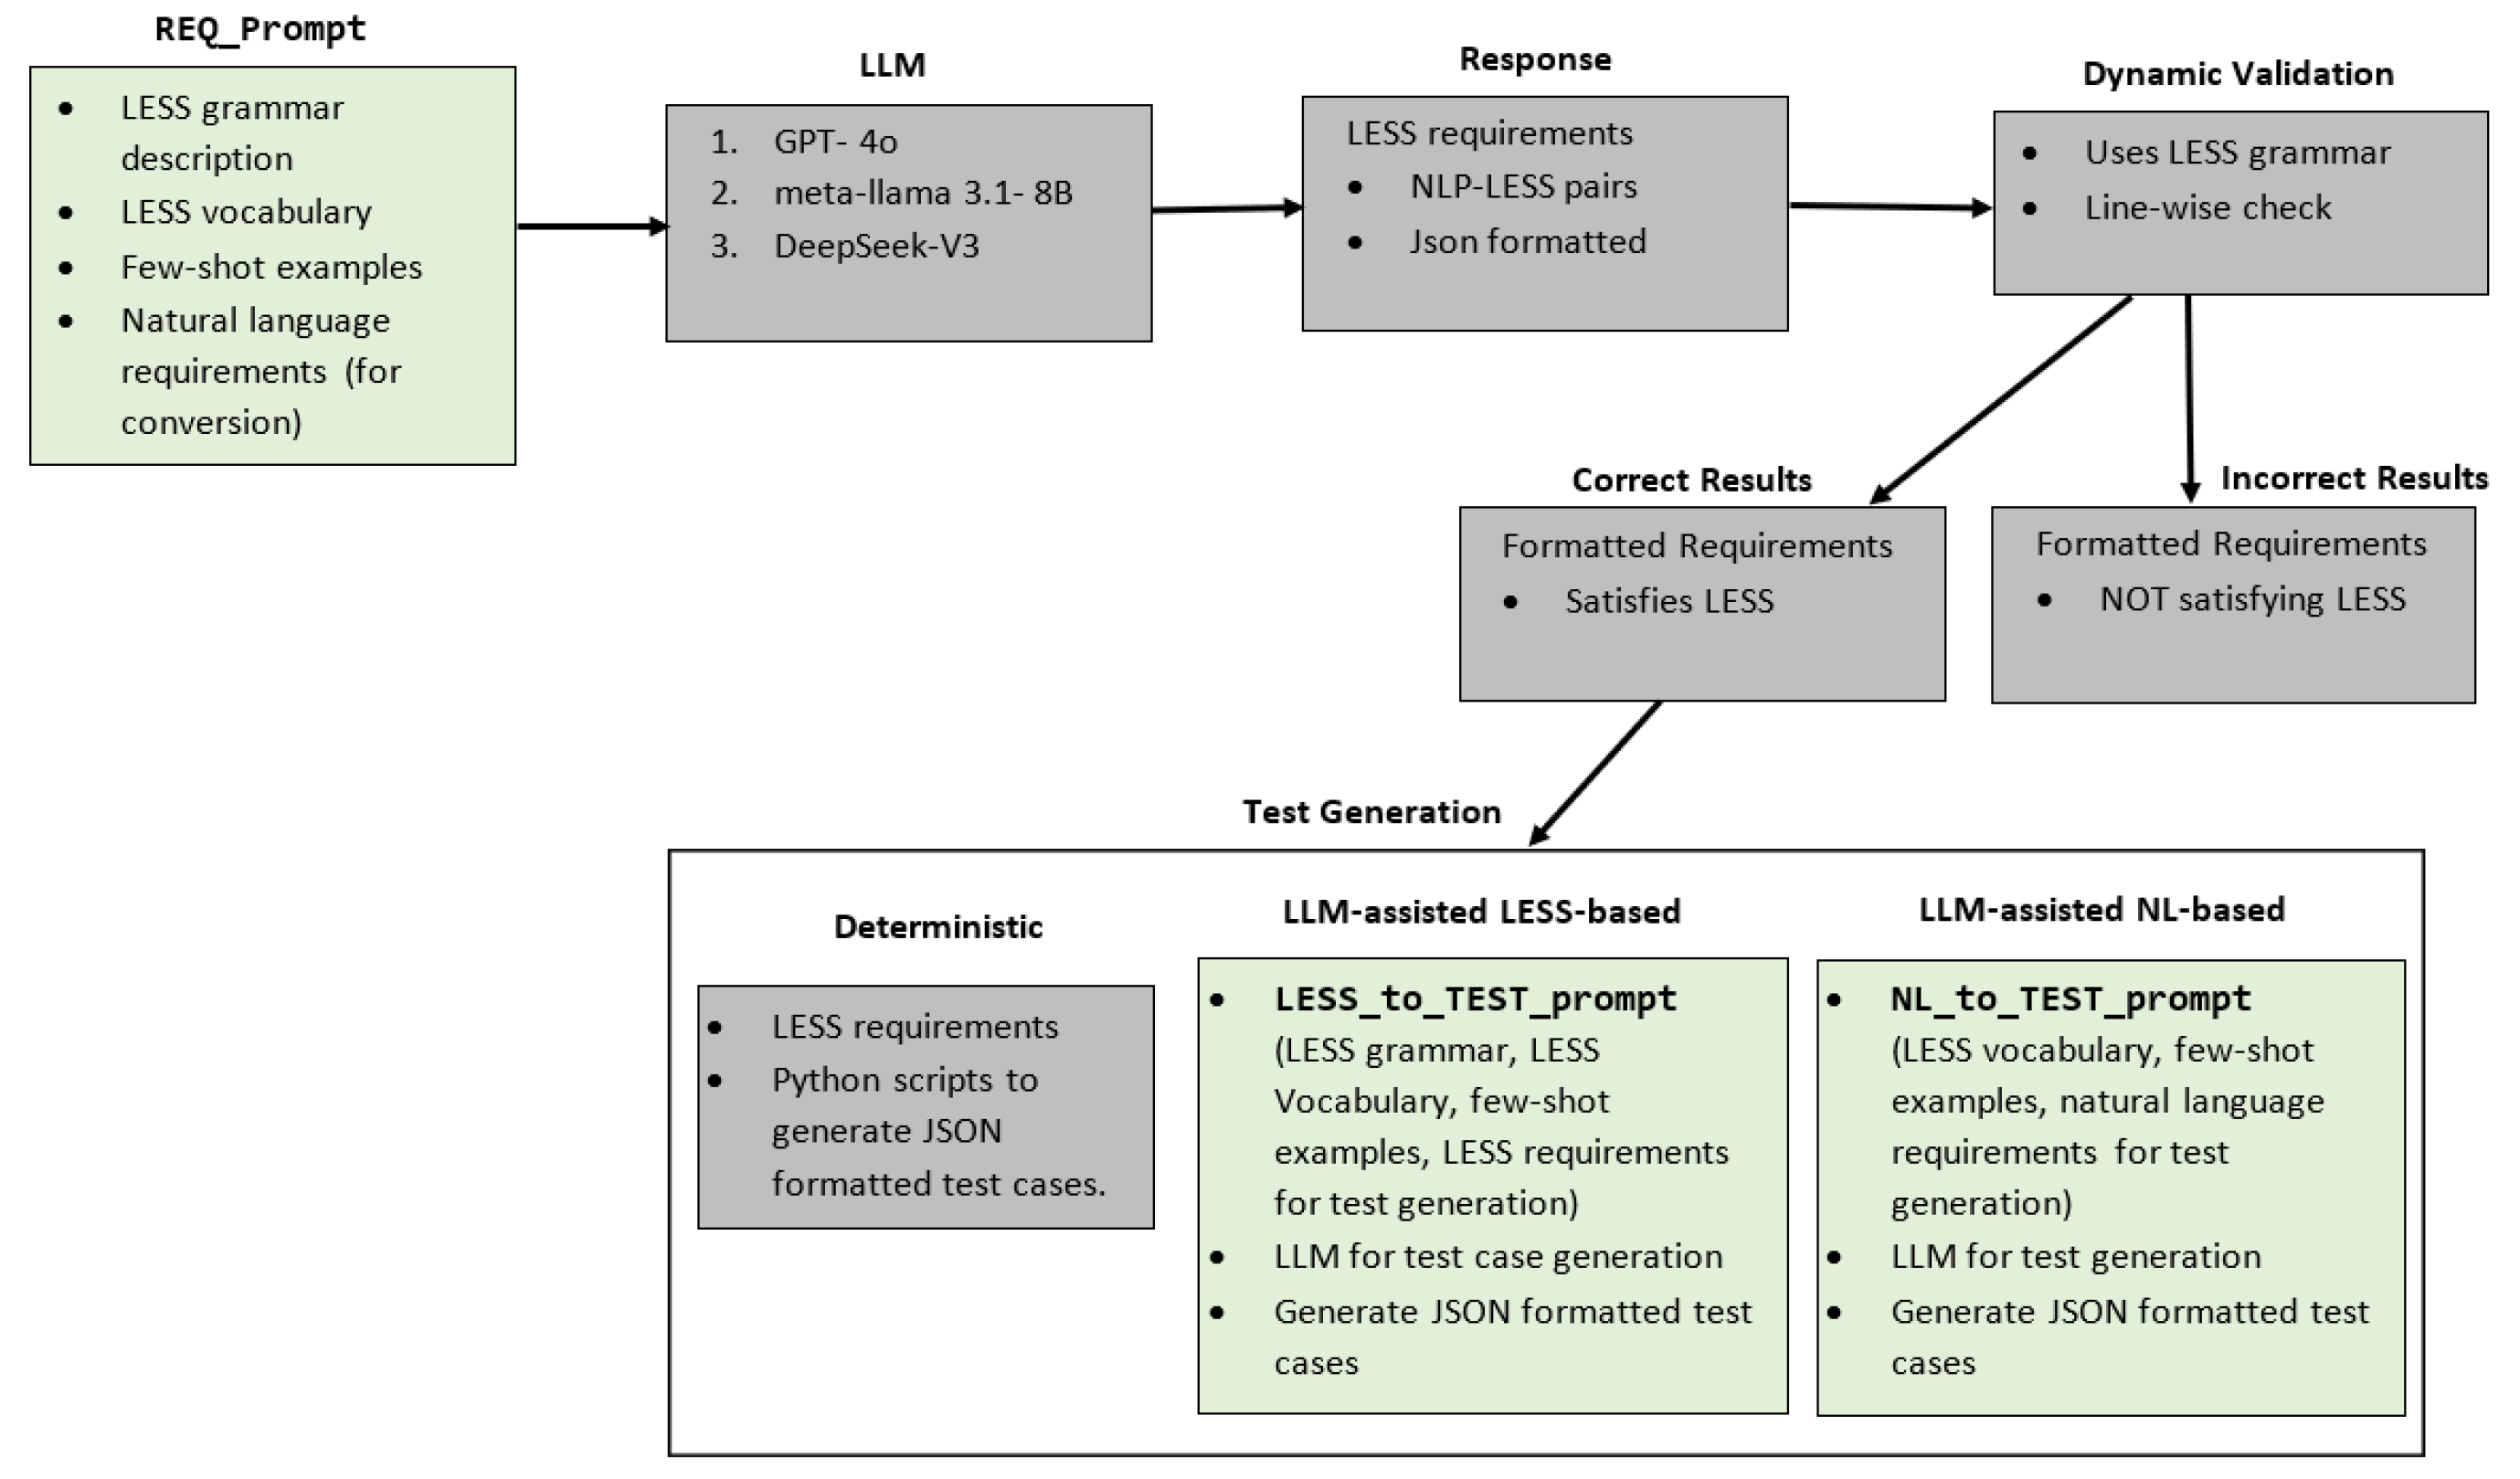 REQ_Prompt
• LESS grammar
description
• LESS vocabulary
• Few-shot examples
• Natural language
requirements (for
conversion)
LLM
1. GPT- 4o
2. meta-llama 3.1- 8B
3. DeepSeek-V3
Response
LESS requirements
• NLP-LESS pairs
• Json formatted
Dynamic Validation
• Uses LESS grammar
• Line-wise check
Correct Results
Formatted Requirements
• Satisfies LESS
Incorrect Results
Formatted Requirements
• NOT satisfying LESS
Test Generation
Deterministic
• LESS requirements
• Python scripts to
generate JSON
formatted test cases.
LLM-assisted LESS-based
• LESS_to_TEST_prompt
(LESS grammar, LESS
Vocabulary, few-shot
examples, LESS requirements
for test generation)
• LLM for test case generation
• Generate JSON formatted test
cases
LLM-assisted NL-based
• NL_to_TEST_prompt
(LESS vocabulary, few-shot
examples, natural language
requirements for test
generation)
• LLM for test generation
• Generate JSON formatted test
cases